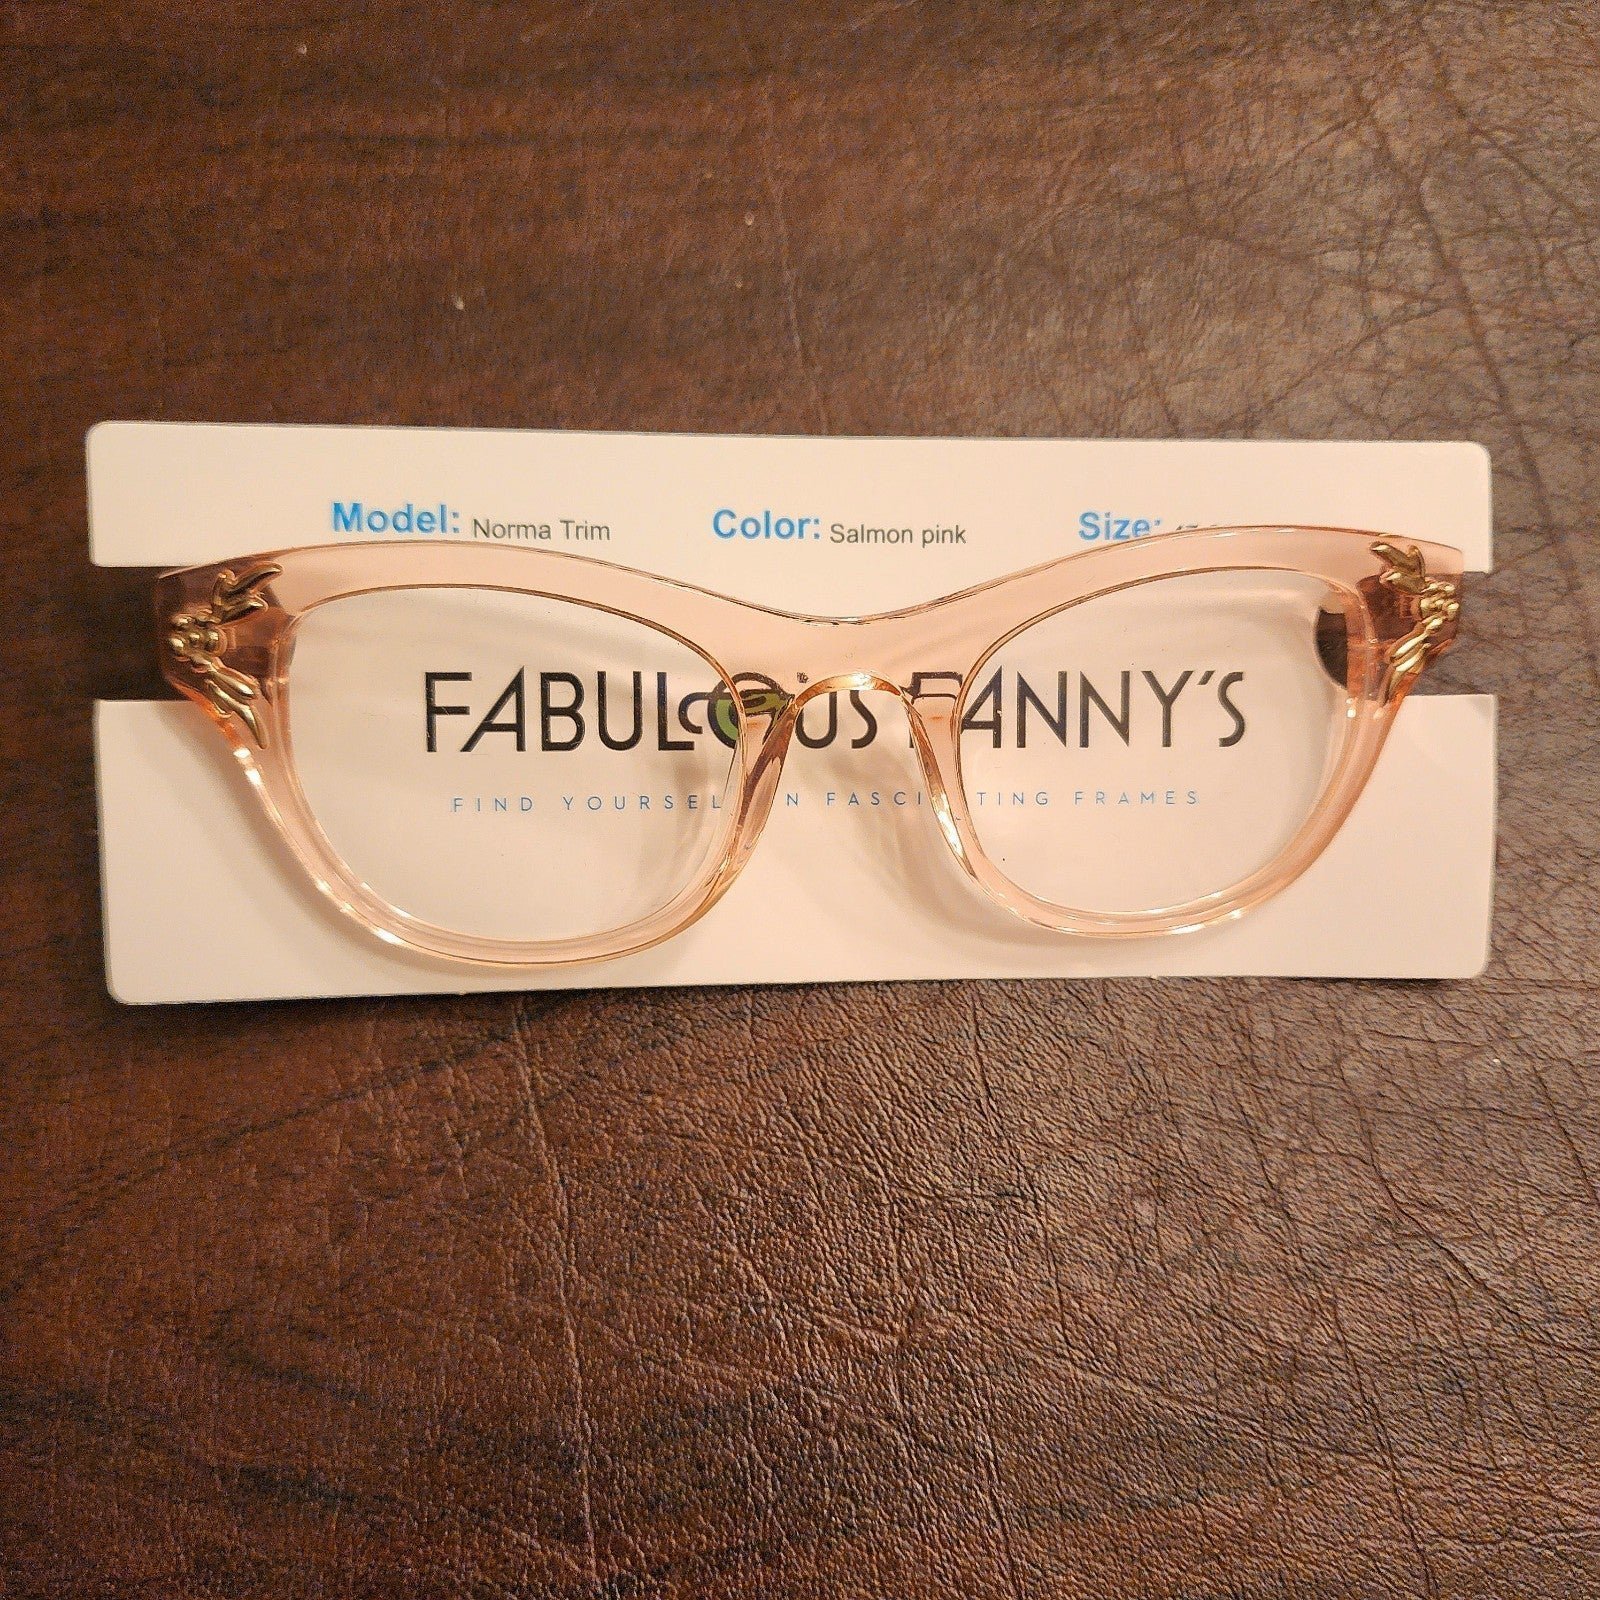 Model: Norma Trim Color: Salmon pink Size:
FABULOUS FANNY'S
FIND YOURSELF IN FASCINATING FRAMES